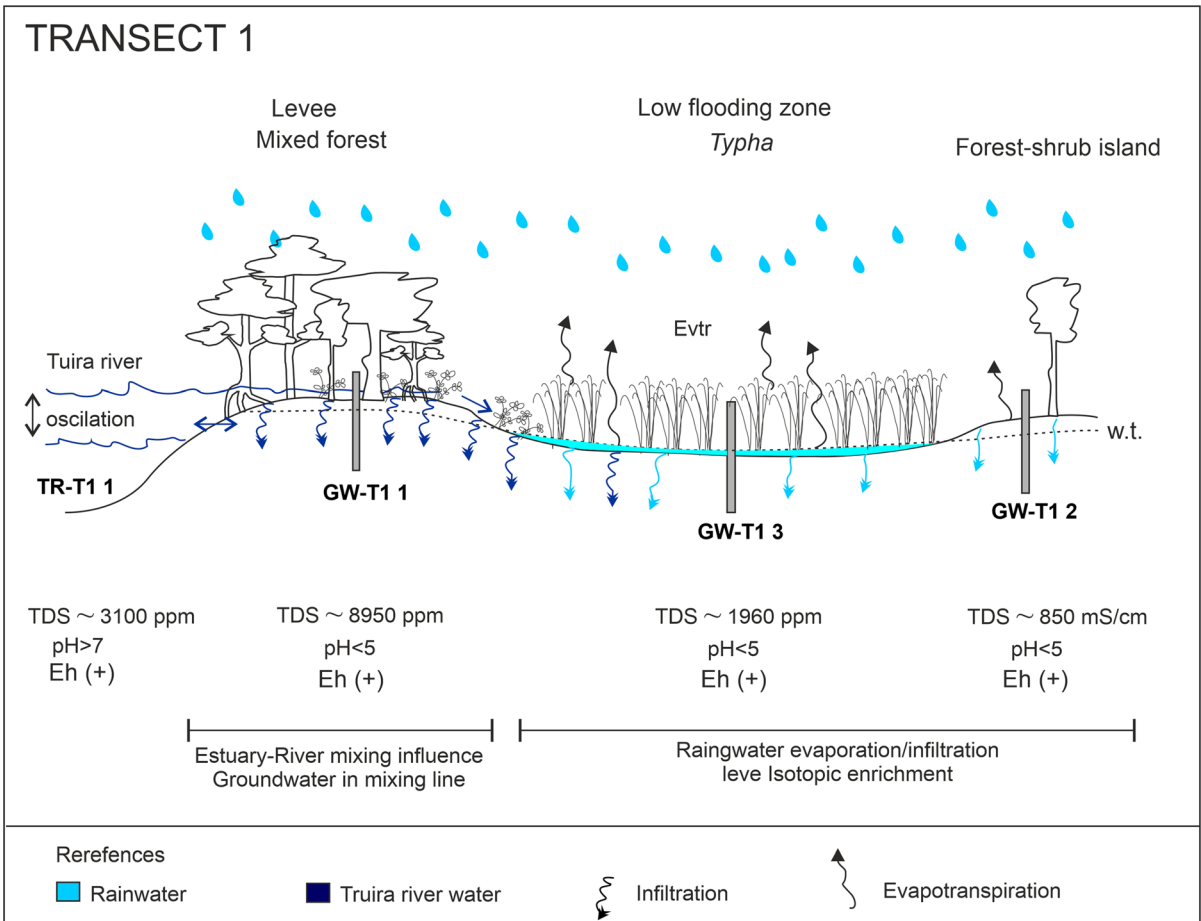 TRANSECT 1
Levee
Mixed forest
Low flooding zone
Typha
Forest-shrub island
Evtr
Tuira river
oscilation
w.t.
TR-T1 1
GW-T1 1
GW-T1 3
GW-T1 2
TDS ~ 3100 ppm
pH>7
Eh (+)
TDS ~ 8950 ppm
pH<5
Eh (+)
TDS ~ 1960 ppm
pH<5
Eh (+)
TDS ~ 850 mS/cm
pH<5
Eh (+)
Estuary-River mixing influence
Groundwater in mixing line
Raingwater evaporation/infiltration
leve Isotopic enrichment
Rerefences
Rainwater
Truira river water
Infiltration
Evapotranspiration